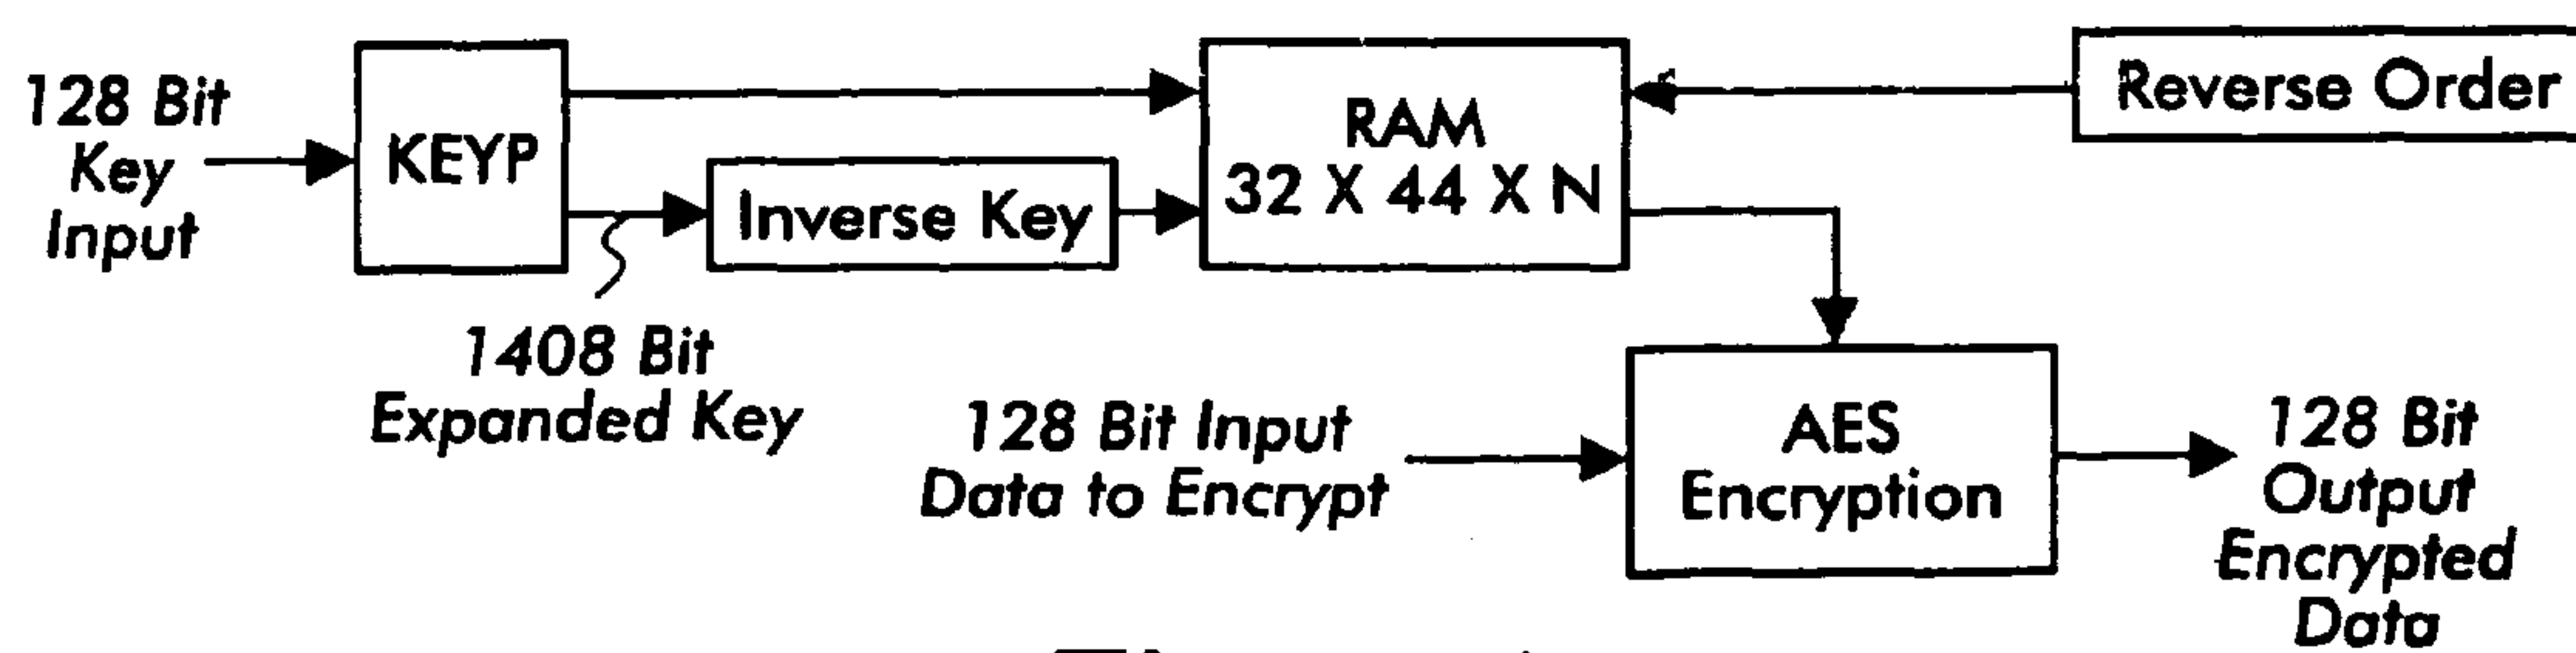 128 Bit
Key
Input
KEYP
Inverse Key
RAM
32 X 44 X N
Reverse Order
1408 Bit
Expanded Key
128 Bit Input
Data to Encrypt
AES
Encryption
128 Bit
Output
Encrypted
Data